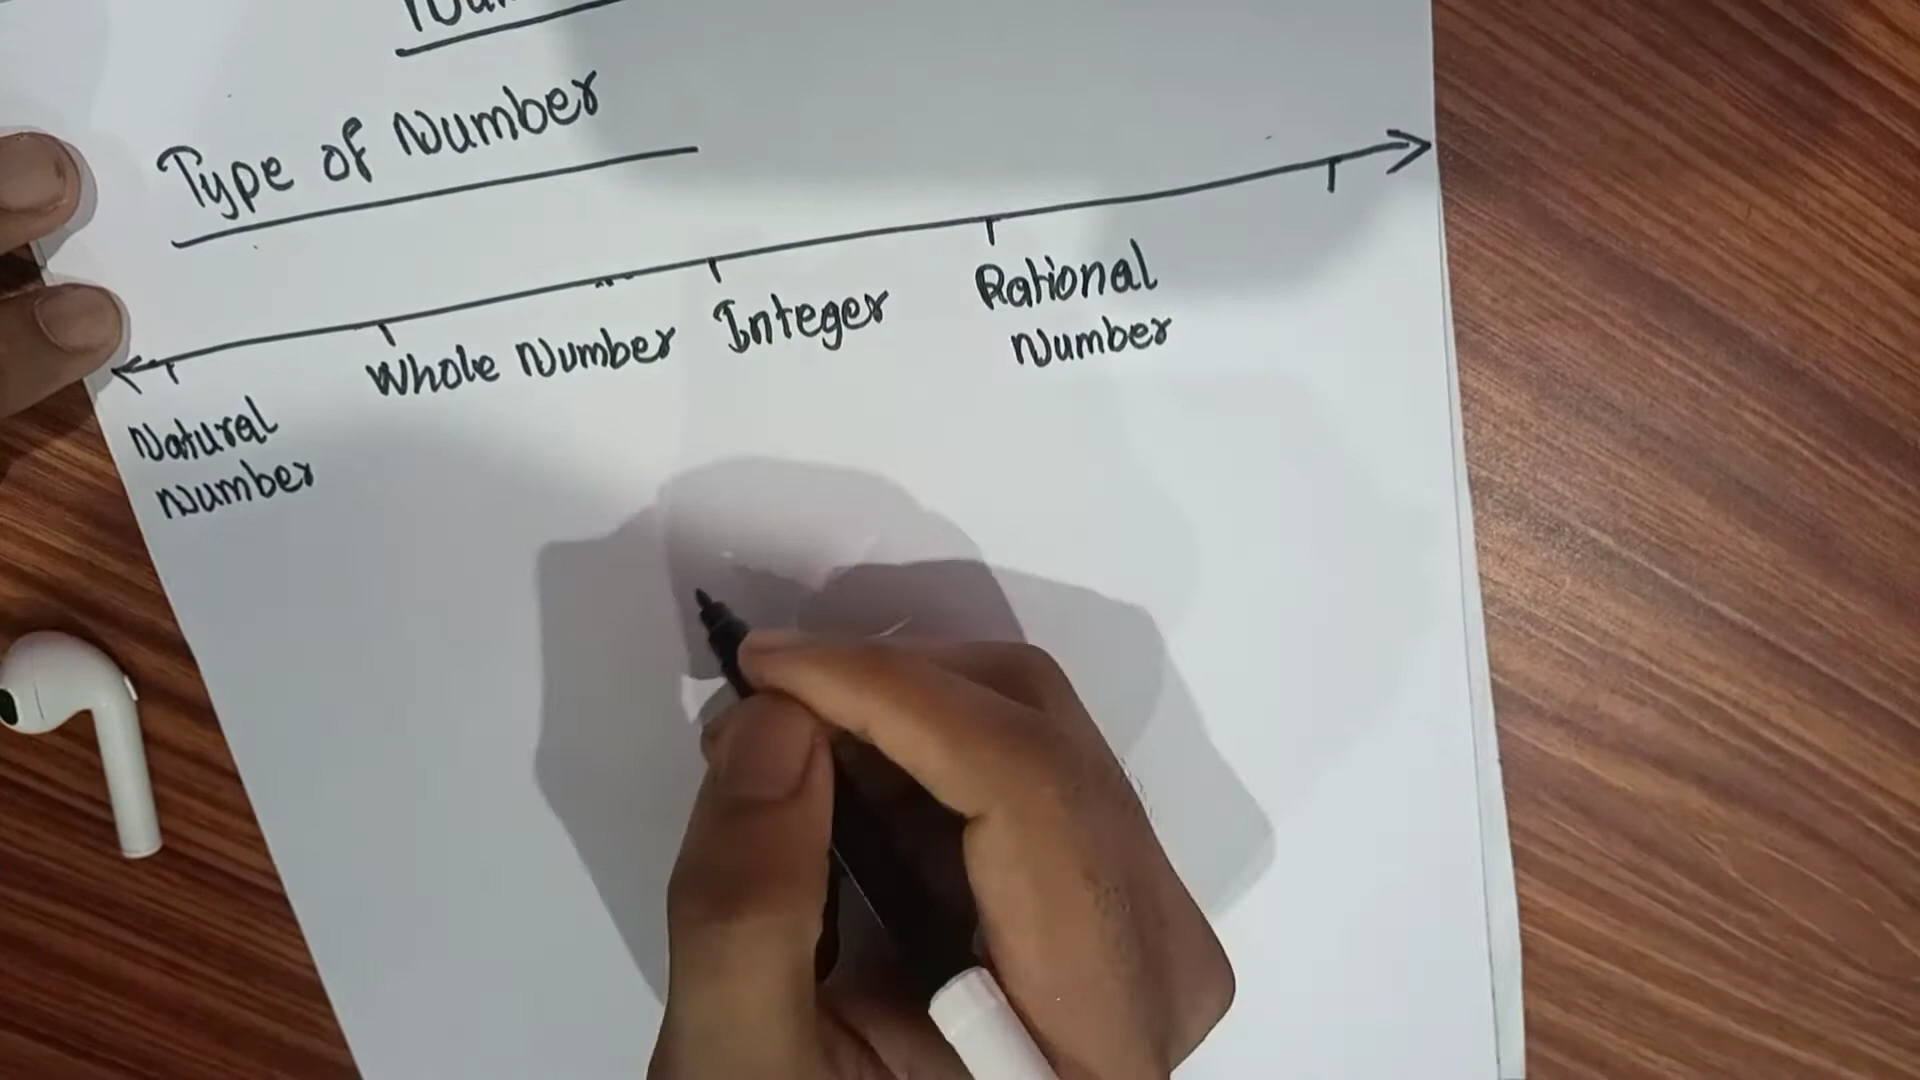 Type of Number
Natural
Number
Whole Number
Integer
Rational
Number